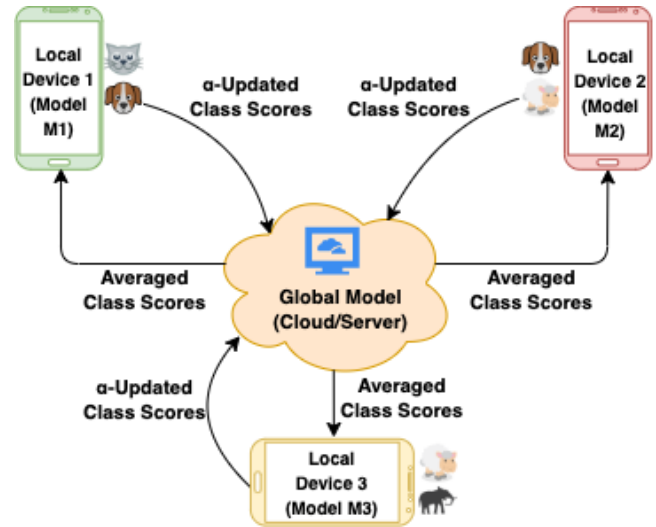 Local
Device 1
(Model
M1)
α-Updated
Class Scores
α-Updated
Class Scores
Local
Device 2
(Model
M2)
Averaged
Class Scores
Global Model
(Cloud/Server)
Averaged
Class Scores
α-Updated
Class Scores
Averaged
Class Scores
Local
Device 3
(Model M3)